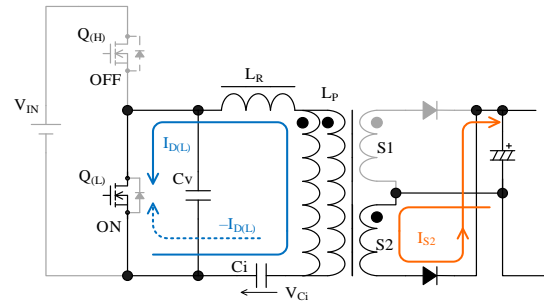 Q(H)
OFF
VIN
LR
LP
ID(L)
S1
+
Q(L)
Cv
ON
–ID(L)
S2
IS2
Ci
VCi